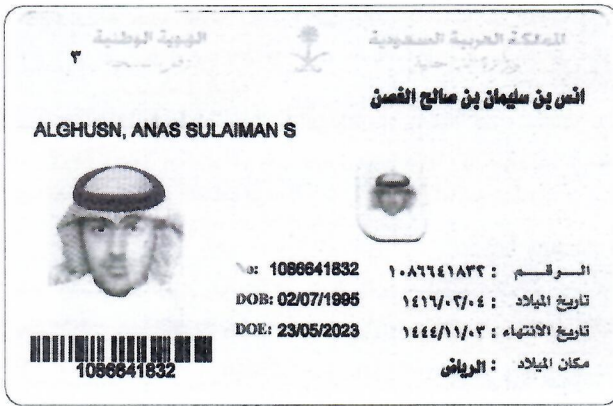 المملكة العربية السعودية
الهوية الوطنية
٣
انس بن سليمان بن صالح الغصن
ALGHUSN, ANAS SULAIMAN S
الرقم : ١٠٨٦٦٤١٨٣٢
No: 1086641832
تاريخ الميلاد : ١٤١٦/٠٢/٠٤
DOB: 02/07/1995
تاريخ الانتهاء : ١٤٤٤/١١/٠٣
DOE: 23/05/2023
مكان الميلاد : الرياض
1086641832